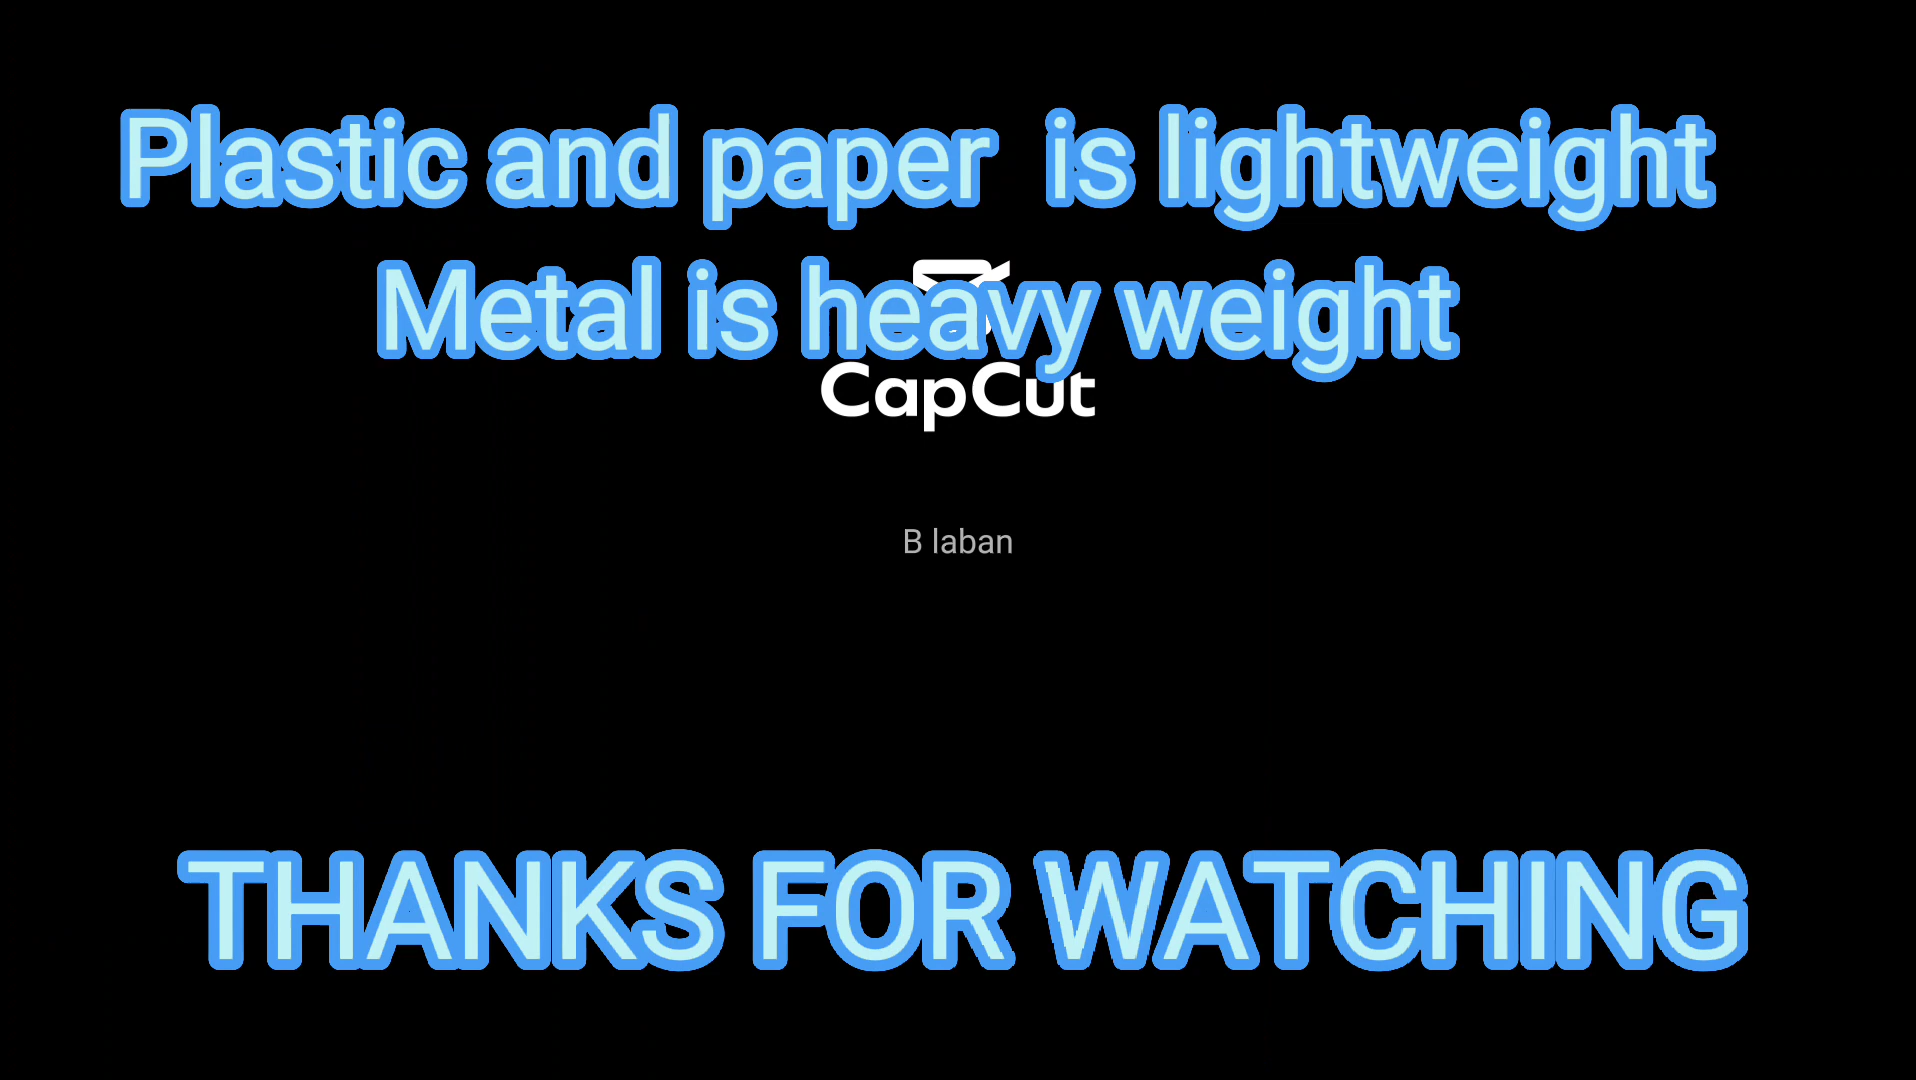 Plastic and paper  is lightweight
Metal is heavy weight
CapCut
B laban
THANKS FOR WATCHING